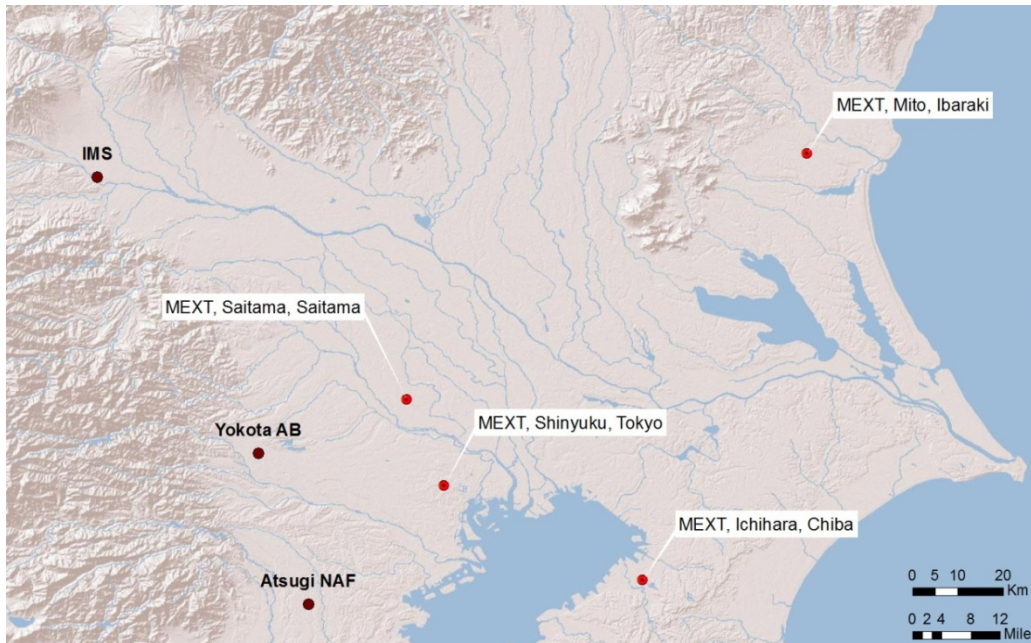 MEXT, Mito, Ibaraki
IMS
MEXT, Saitama, Saitama
MEXT, Shinyuku, Tokyo
Yokota AB
MEXT, Ichihara, Chiba
Atsugi NAF
0 5 10 20
Km
0 2 4 8 12
Mile